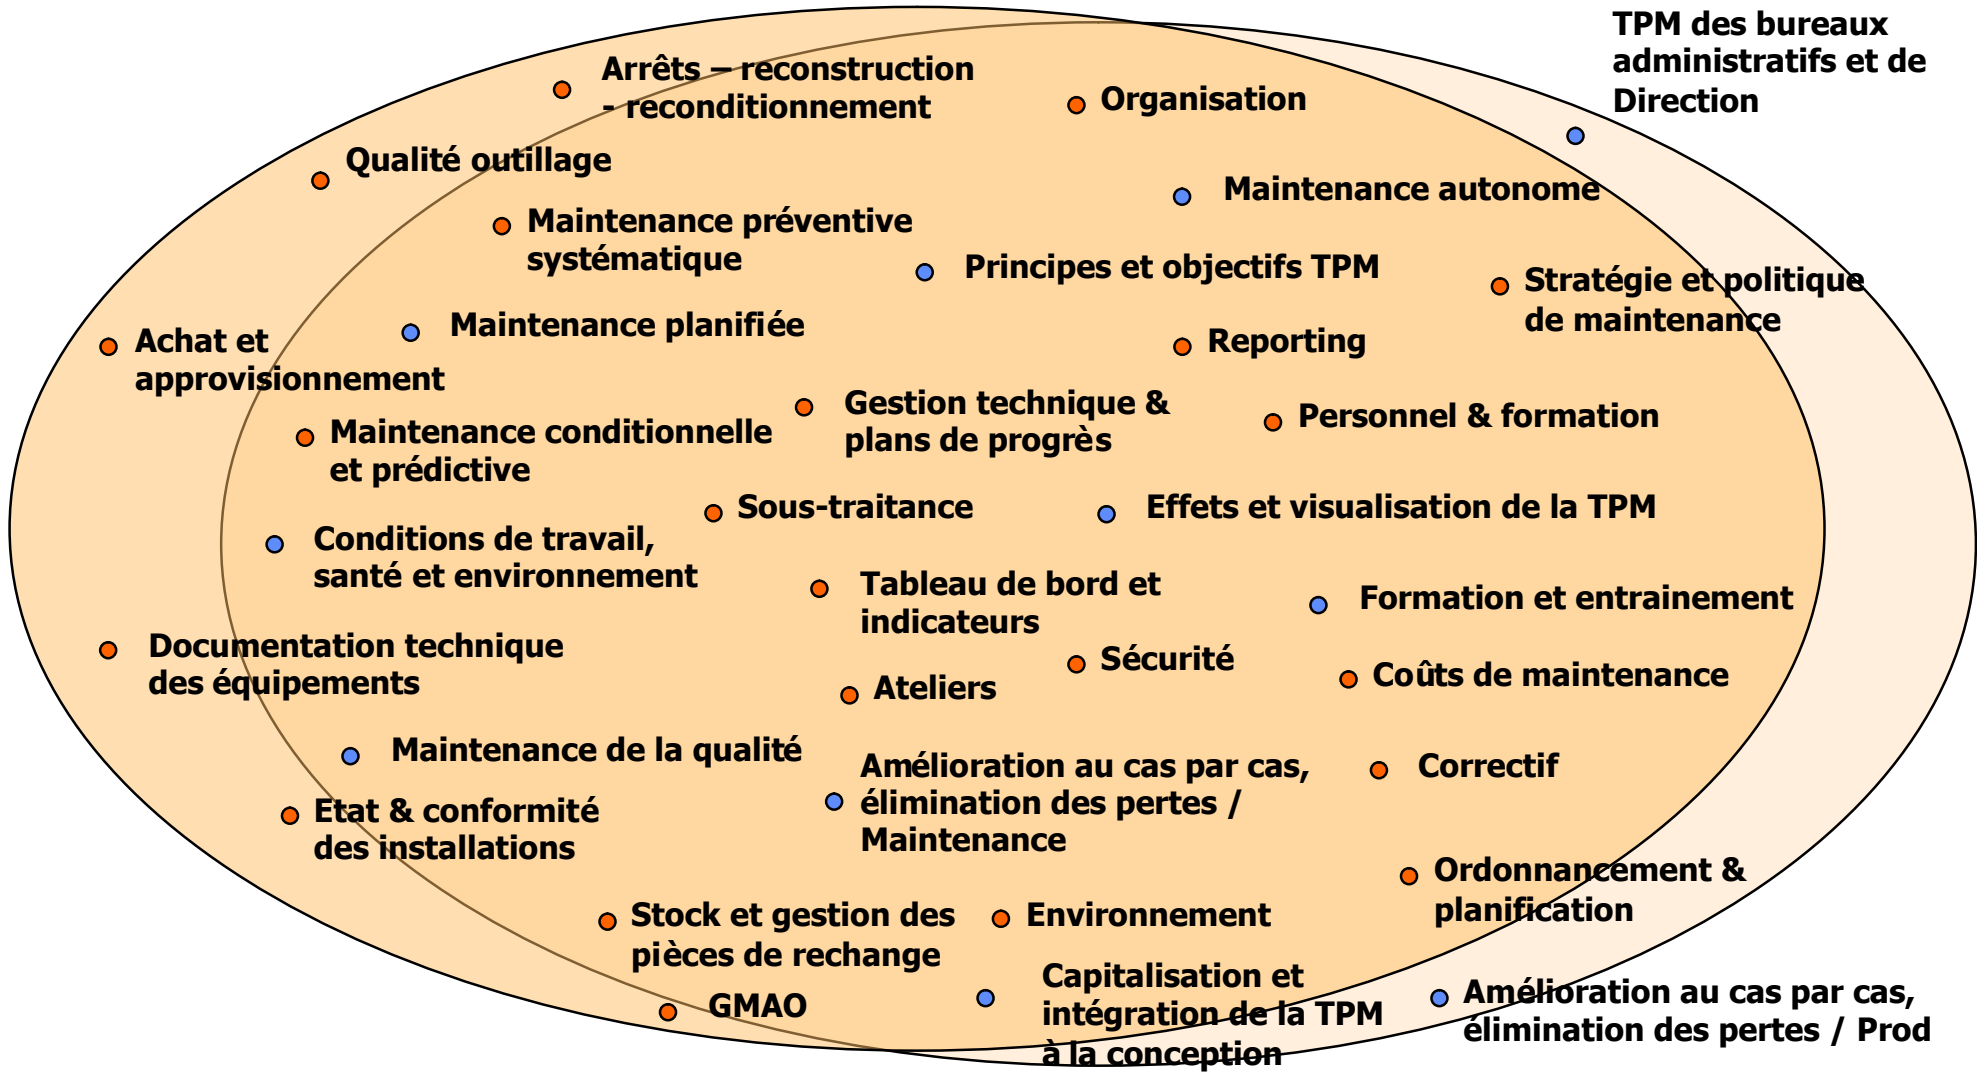 TPM des bureaux
administratifs et de
Direction
Arrêts – reconstruction
- reconditionnement
Organisation
Qualité outillage
Maintenance autonome
Maintenance préventive
systématique
Principes et objectifs TPM
Stratégie et politique
de maintenance
Maintenance planifiée
Achat et
approvisionnement
Reporting
Gestion technique &
plans de progrès
Personnel & formation
Maintenance conditionnelle
et prédictive
Sous-traitance
Effets et visualisation de la TPM
Conditions de travail,
santé et environnement
Tableau de bord et
indicateurs
Formation et entrainement
Documentation technique
des équipements
Sécurité
Coûts de maintenance
Ateliers
Maintenance de la qualité
Amélioration au cas par cas,
élimination des pertes /
Maintenance
Correctif
Etat & conformité
des installations
Ordonnancement &
planification
Stock et gestion des
pièces de rechange
Environnement
GMAO
Capitalisation et
intégration de la TPM
à la conception
Amélioration au cas par cas,
élimination des pertes / Prod